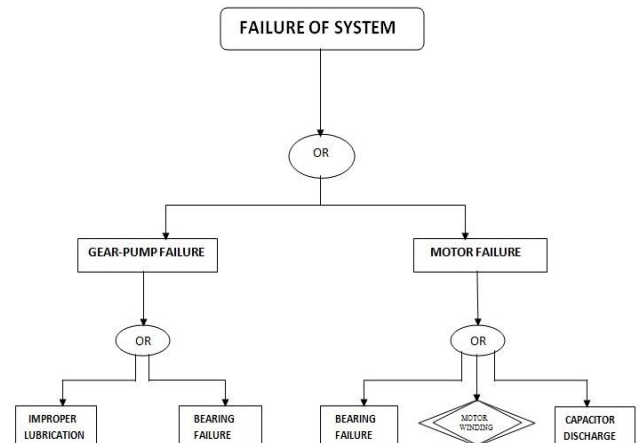 FAILURE OF SYSTEM
OR
GEAR-PUMP FAILURE
MOTOR FAILURE
OR
OR
IMPROPER
LUBRICATION
BEARING
FAILURE
BEARING
FAILURE
MOTOR
WINDING
CAPACITOR
DISCHARGE